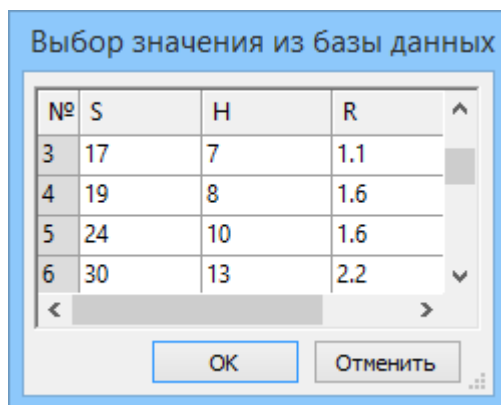 Выбор значения из базы данных
№ S H R
3 17 7 1.1
4 19 8 1.6
5 24 10 1.6
6 30 13 2.2
OK Отменить